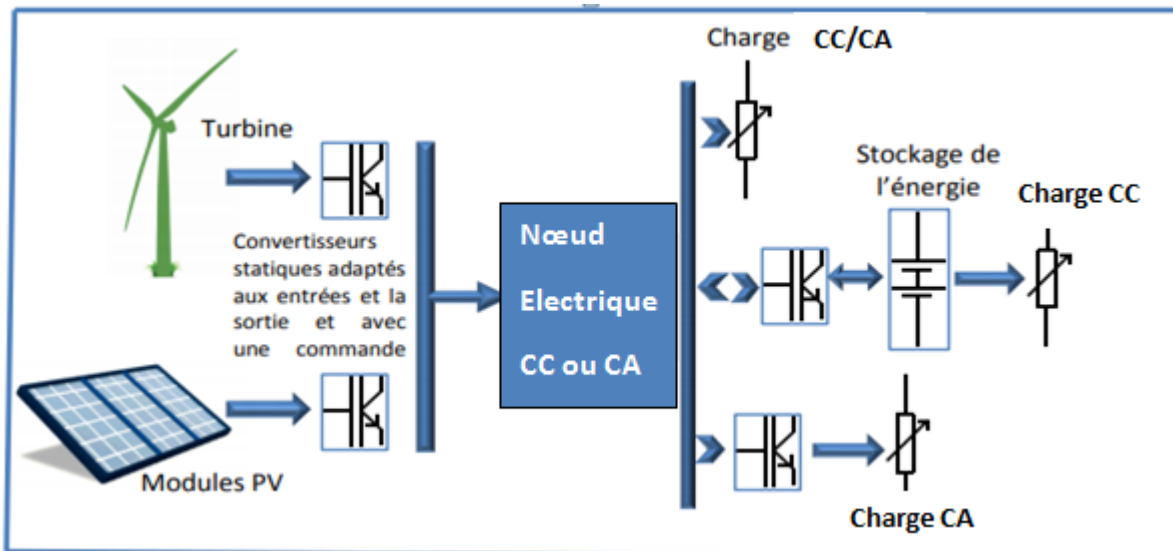 Charge CC/CA
Turbine
Stockage de
l'énergie
Charge CC
Convertisseurs
statiques adaptés
aux entrées et la
sortie et avec
une commande
Nœud
Electrique
CC ou CA
Modules PV
Charge CA